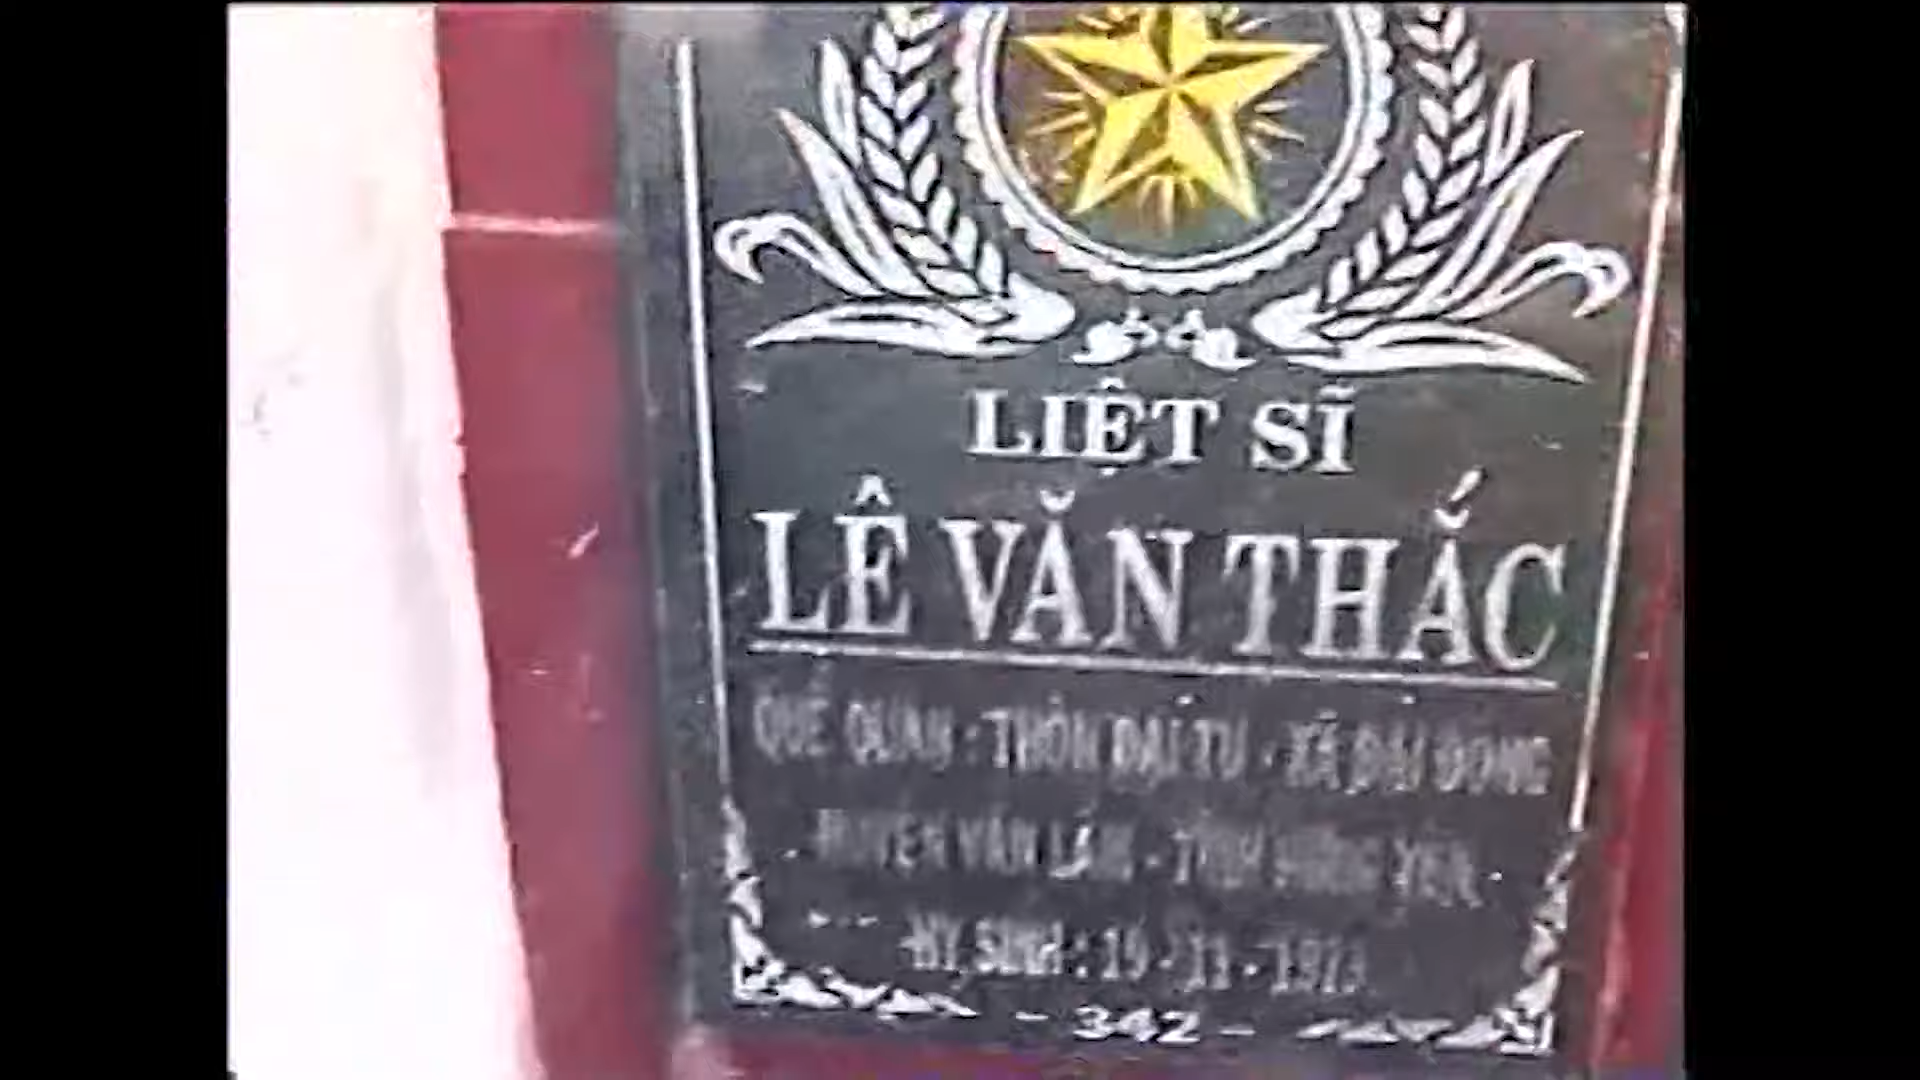 LIỆT SĨ
LÊ VĂN THẮC
QUÊ QUÁN : THÔN ĐẠI TỪ - XÃ ĐẠI ĐỒNG
HUYỆN VĂN LÂM - TỈNH HƯNG YÊN
HY SINH : 19 - 11 - 1973
- 342 -